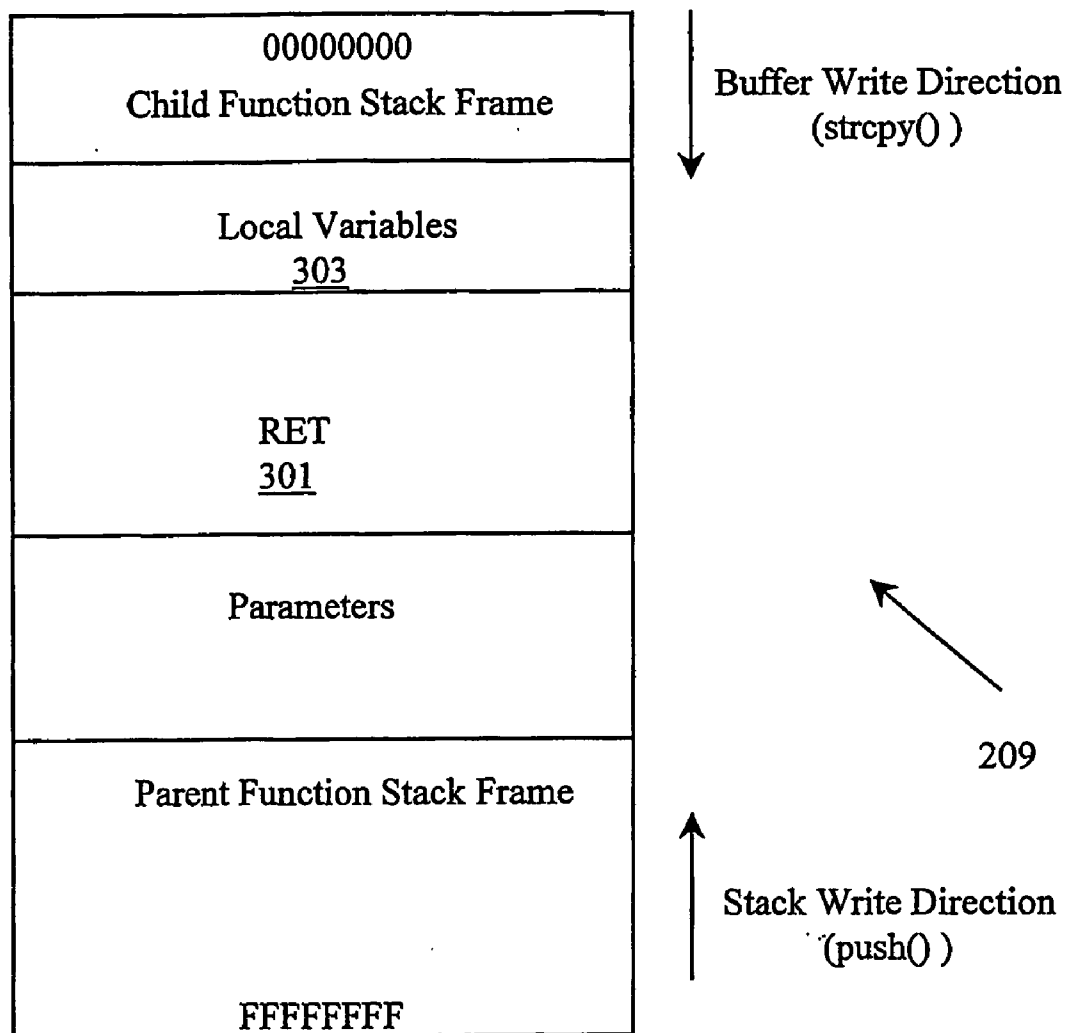 00000000
Child Function Stack Frame
Buffer Write Direction
(strcpy() )
Local Variables
303
RET
301
Parameters
209
Parent Function Stack Frame
Stack Write Direction
(push() )
FFFFFFFF